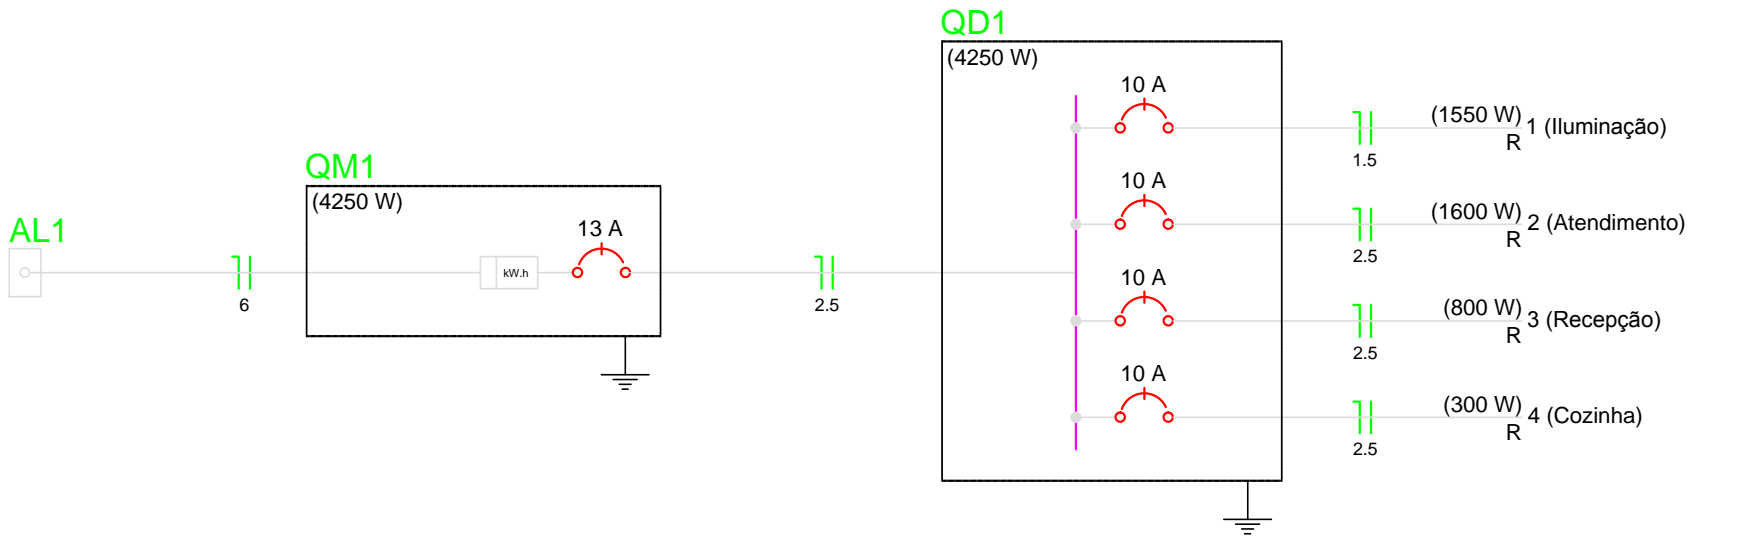 AL1
6
QM1
(4250 W)
kW.h
13 A
2.5
QD1
(4250 W)
10 A
1.5
(1550 W)
R
1 (Iluminação)
10 A
2.5
(1600 W)
R
2 (Atendimento)
10 A
2.5
(800 W)
R
3 (Recepção)
10 A
2.5
(300 W)
R
4 (Cozinha)